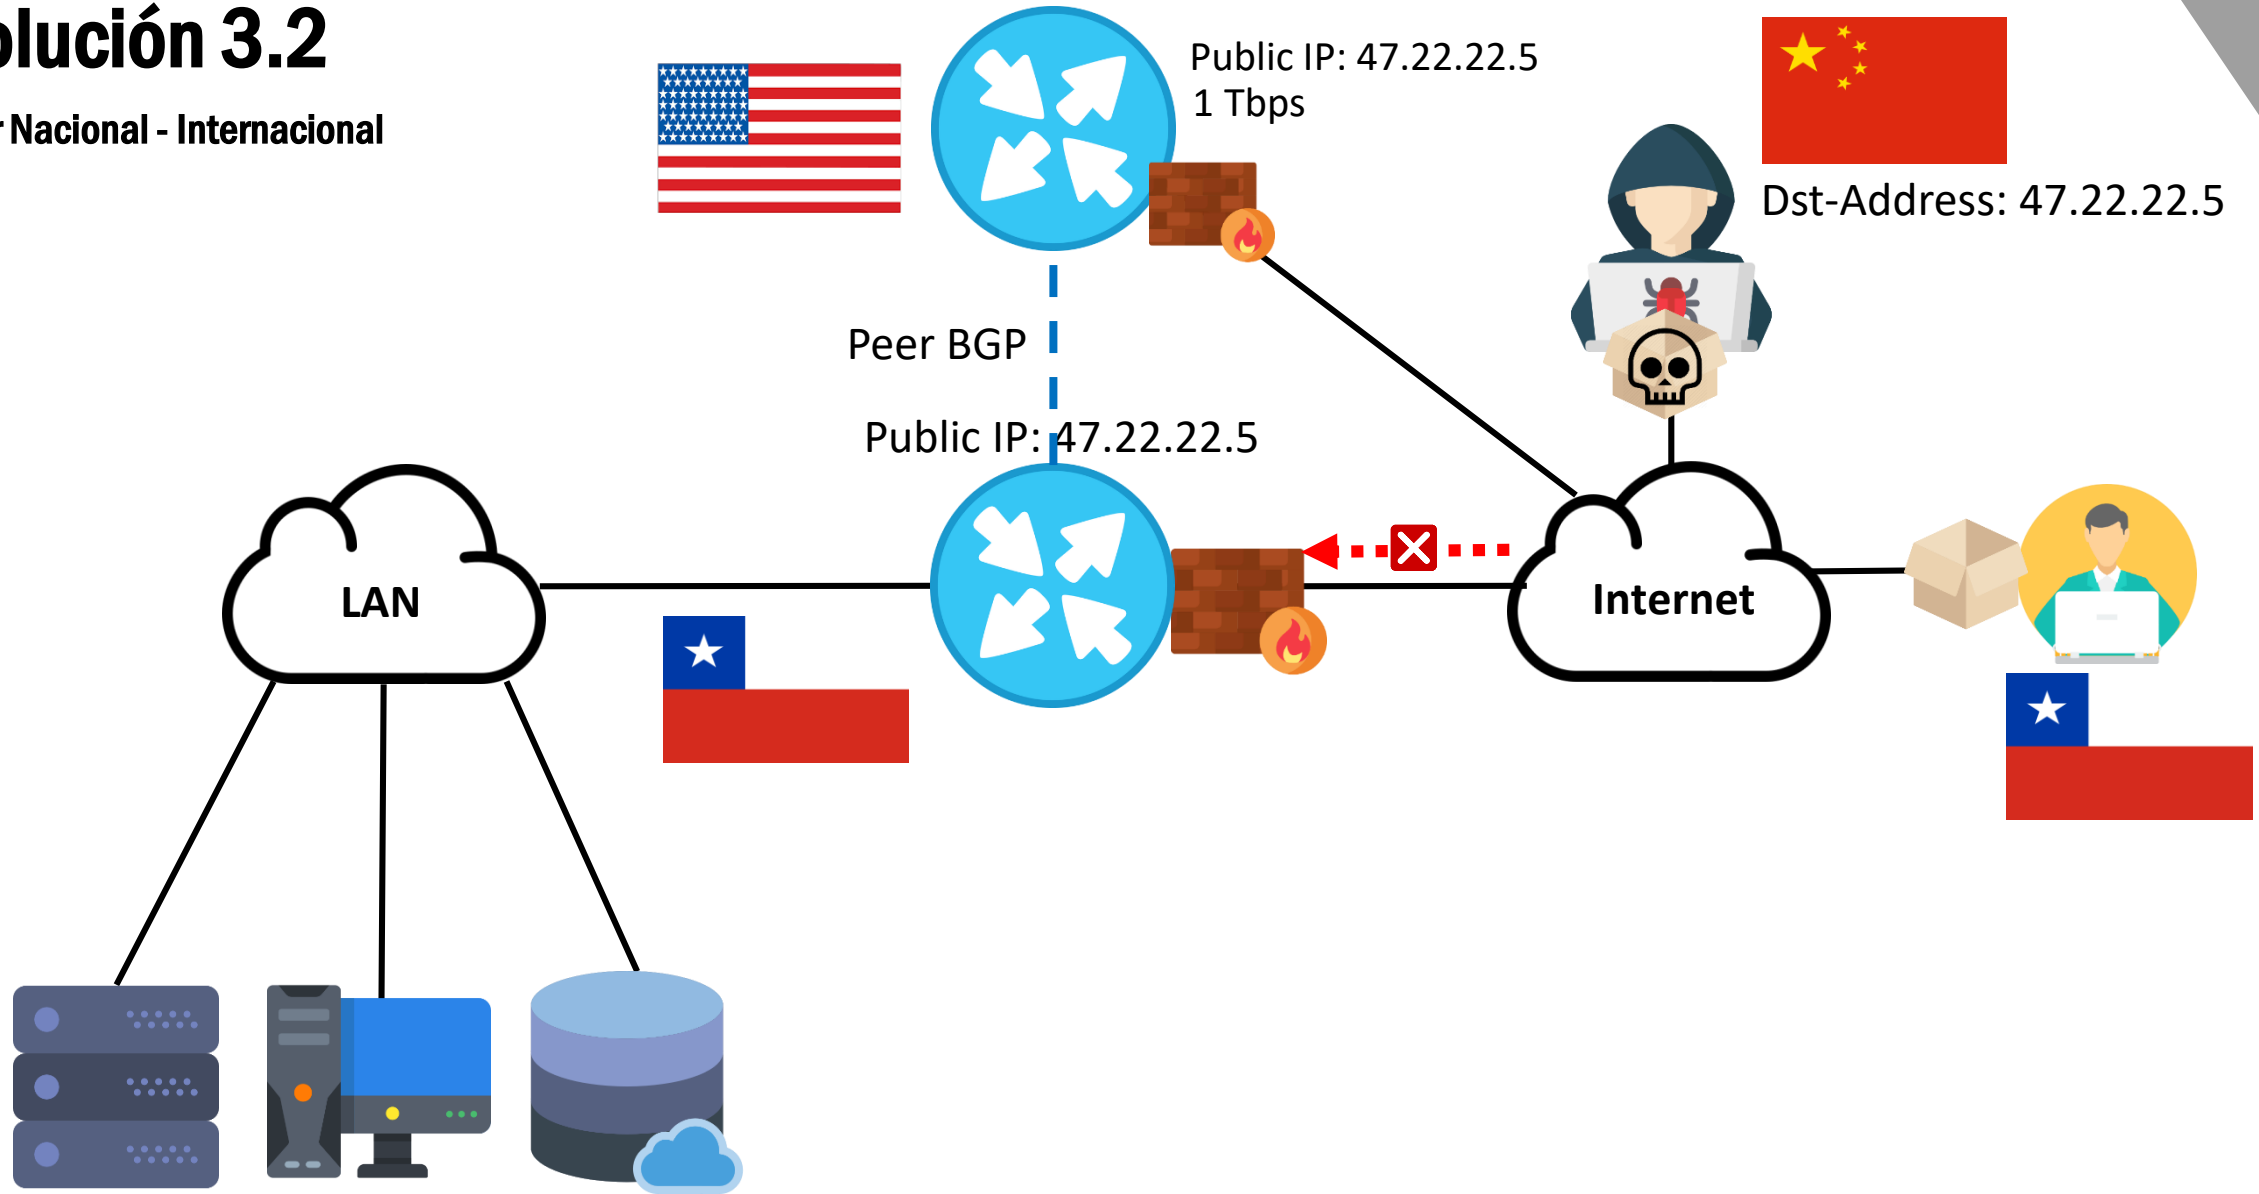 olución 3.2
r Nacional - Internacional
Public IP: 47.22.22.5
1 Tbps
Dst-Address: 47.22.22.5
Peer BGP
Public IP: 47.22.22.5
LAN
Internet